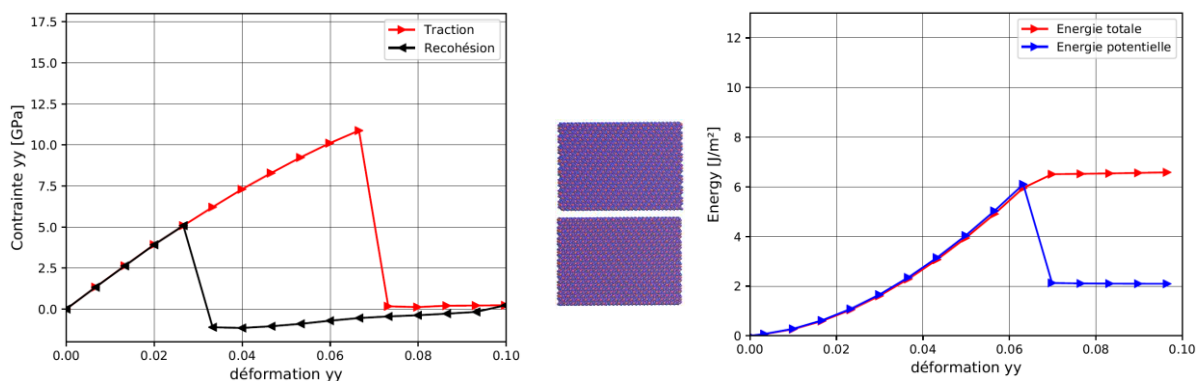 17.5
15.0
12.5
10.0
7.5
5.0
2.5
0.0
Contrainte yy [GPa]
Traction
Recohésion
0.00 0.02 0.04 0.06 0.08 0.10
déformation yy
12
10
8
6
4
2
0
Energy [J/m²]
Energie totale
Energie potentielle
0.00 0.02 0.04 0.06 0.08 0.10
déformation yy